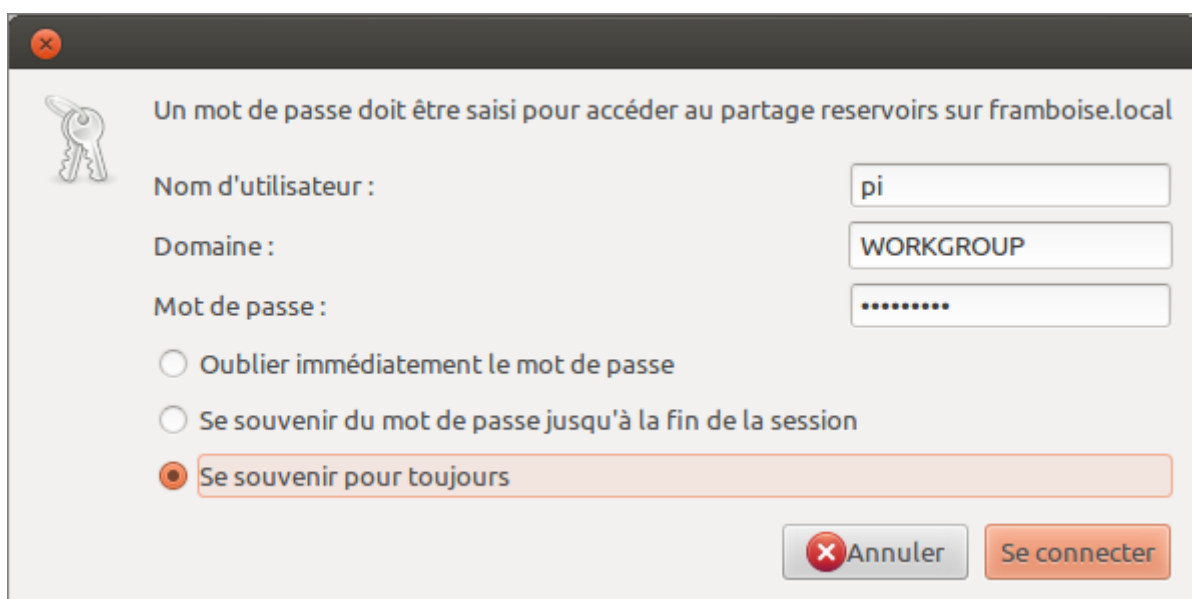 Un mot de passe doit être saisi pour accéder au partage reservoirs sur framboise.local
Nom d'utilisateur : pi
Domaine : WORKGROUP
Mot de passe : •••••••••
Oublier immédiatement le mot de passe
Se souvenir du mot de passe jusqu'à la fin de la session
Se souvenir pour toujours
Annuler Se connecter